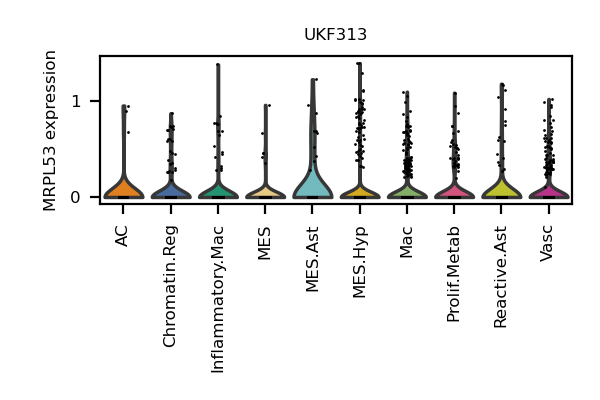 UKF313
MRPL53 expression
1
0
AC
Chromatin.Reg
Inflammatory.Mac
MES
MES.Ast
MES.Hyp
Mac
Prolif.Metab
Reactive.Ast
Vasc